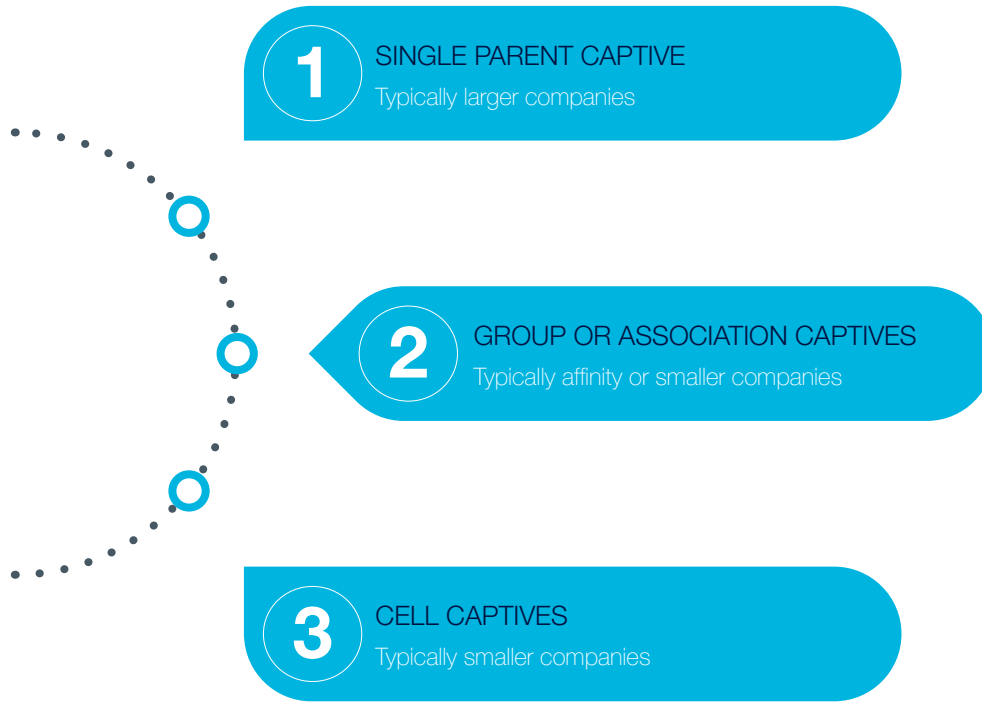 1
SINGLE PARENT CAPTIVE
Typically larger companies
2
GROUP OR ASSOCIATION CAPTIVES
Typically affinity or smaller companies
3
CELL CAPTIVES
Typically smaller companies